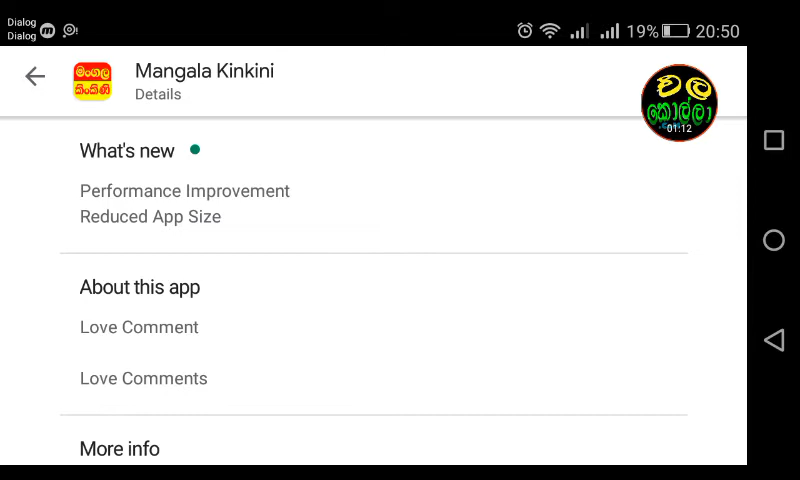 Dialog
Dialog
19%
20:50
මංගල
කිංකිණි
Mangala Kinkini
Details
වල
කොල්ලා
01:12
What's new
Performance Improvement
Reduced App Size
About this app
Love Comment
Love Comments
More info